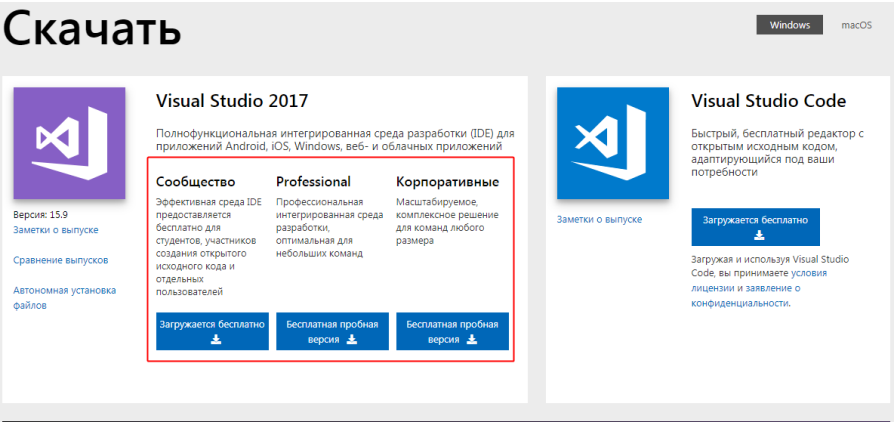 Скачать
Windows
macOS
Visual Studio 2017
Полнофункциональная интегрированная среда разработки (IDE) для
приложений Android, iOS, Windows, веб- и облачных приложений
Версия: 15.9
Заметки о выпуске
Сравнение выпусков
Автономная установка
файлов
Сообщество
Эффективная среда IDE
предоставляется
бесплатно для
студентов, участников
создания открытого
исходного кода и
отдельных
пользователей
Загружается бесплатно
Professional
Профессиональная
интегрированная среда
разработки,
оптимальная для
небольших команд
Бесплатная пробная
версия
Корпоративные
Масштабируемое,
комплексное решение
для команд любого
размера
Бесплатная пробная
версия
Visual Studio Code
Быстрый, бесплатный редактор с
открытым исходным кодом,
адаптирующийся под ваши
потребности
Заметки о выпуске
Загружается бесплатно
Загружая и используя Visual Studio
Code, вы принимаете условия
лицензии и заявление о
конфиденциальности.